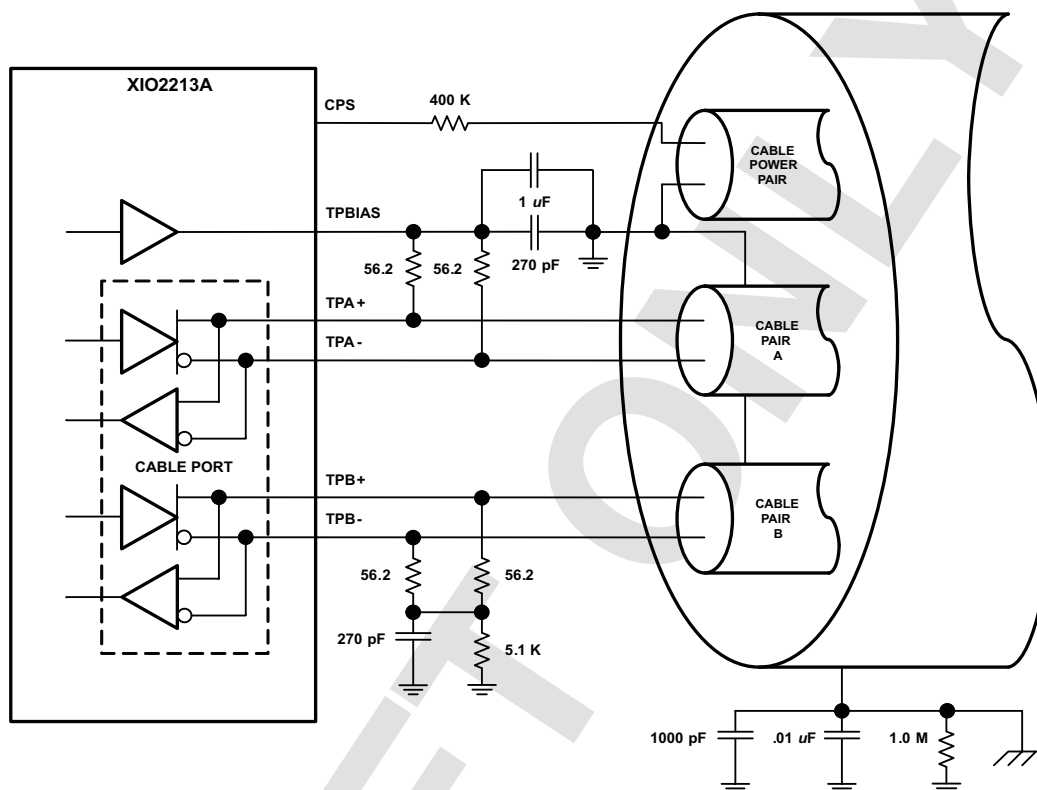 XIO2213A
CPS
400 K
CABLE
POWER
PAIR
1 uF
TPBIAS
56.2
56.2
270 pF
TPA+
TPA-
CABLE
PAIR
A
CABLE PORT
TPB+
TPB-
CABLE
PAIR
B
56.2
56.2
270 pF
5.1 K
1000 pF
.01 uF
1.0 M
FT ONLY